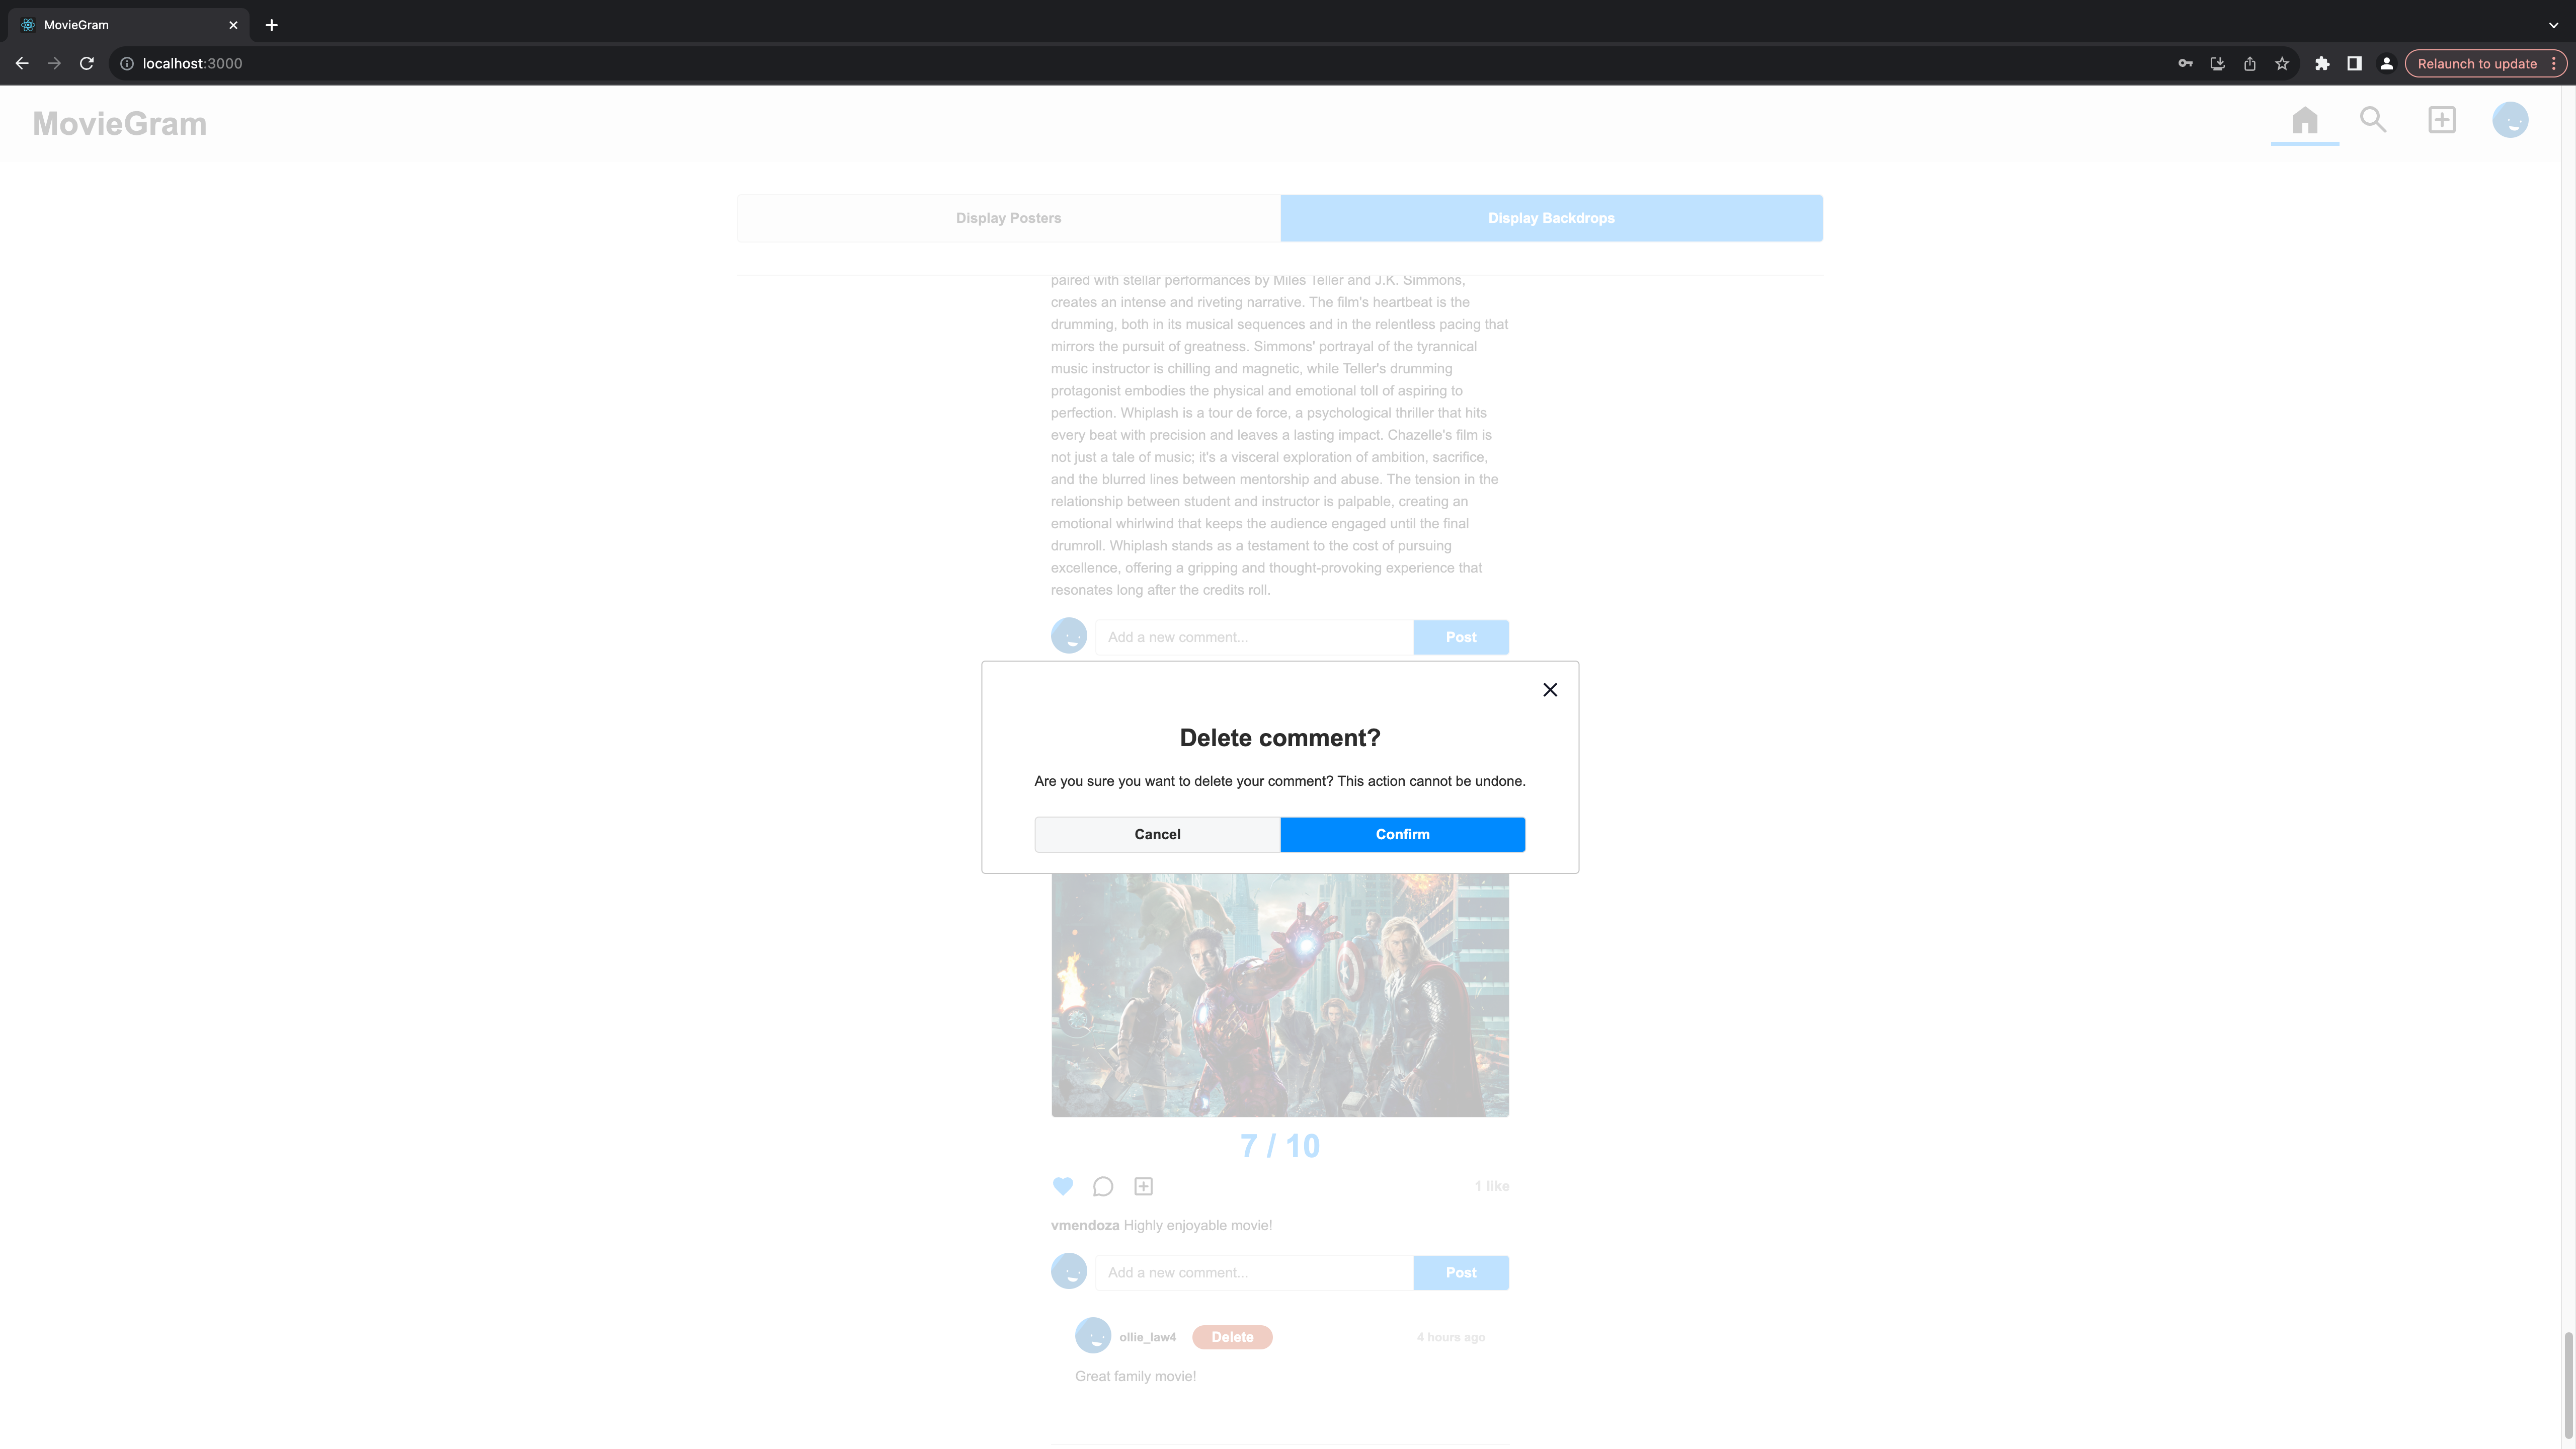 MovieGram
localhost:3000
Relaunch to update
MovieGram
Display Posters
Display Backdrops
paired with stellar performances by Miles Teller and J.K. Simmons,
creates an intense and riveting narrative. The film's heartbeat is the
drumming, both in its musical sequences and in the relentless pacing that
mirrors the pursuit of greatness. Simmons' portrayal of the tyrannical
music instructor is chilling and magnetic, while Teller's drumming
protagonist embodies the physical and emotional toll of aspiring to
perfection. Whiplash is a tour de force, a psychological thriller that hits
every beat with precision and leaves a lasting impact. Chazelle's film is
not just a tale of music; it's a visceral exploration of ambition, sacrifice,
and the blurred lines between mentorship and abuse. The tension in the
relationship between student and instructor is palpable, creating an
emotional whirlwind that keeps the audience engaged until the final
drumroll. Whiplash stands as a testament to the cost of pursuing
excellence, offering a gripping and thought-provoking experience that
resonates long after the credits roll.
Add a new comment...
Post
Delete comment?
Are you sure you want to delete your comment? This action cannot be undone.
Cancel
Confirm
7 / 10
1 like
vmendoza Highly enjoyable movie!
Add a new comment...
Post
ollie_law4
Delete
4 hours ago
Great family movie!